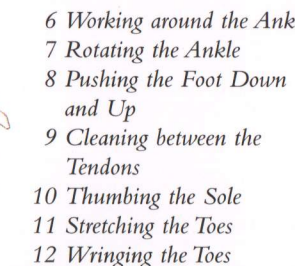 6 Working around the Ank
7 Rotating the Ankle
8 Pushing the Foot Down
and Up
9 Cleaning between the
Tendons
10 Thumbing the Sole
11 Stretching the Toes
12 Wringing the Toes